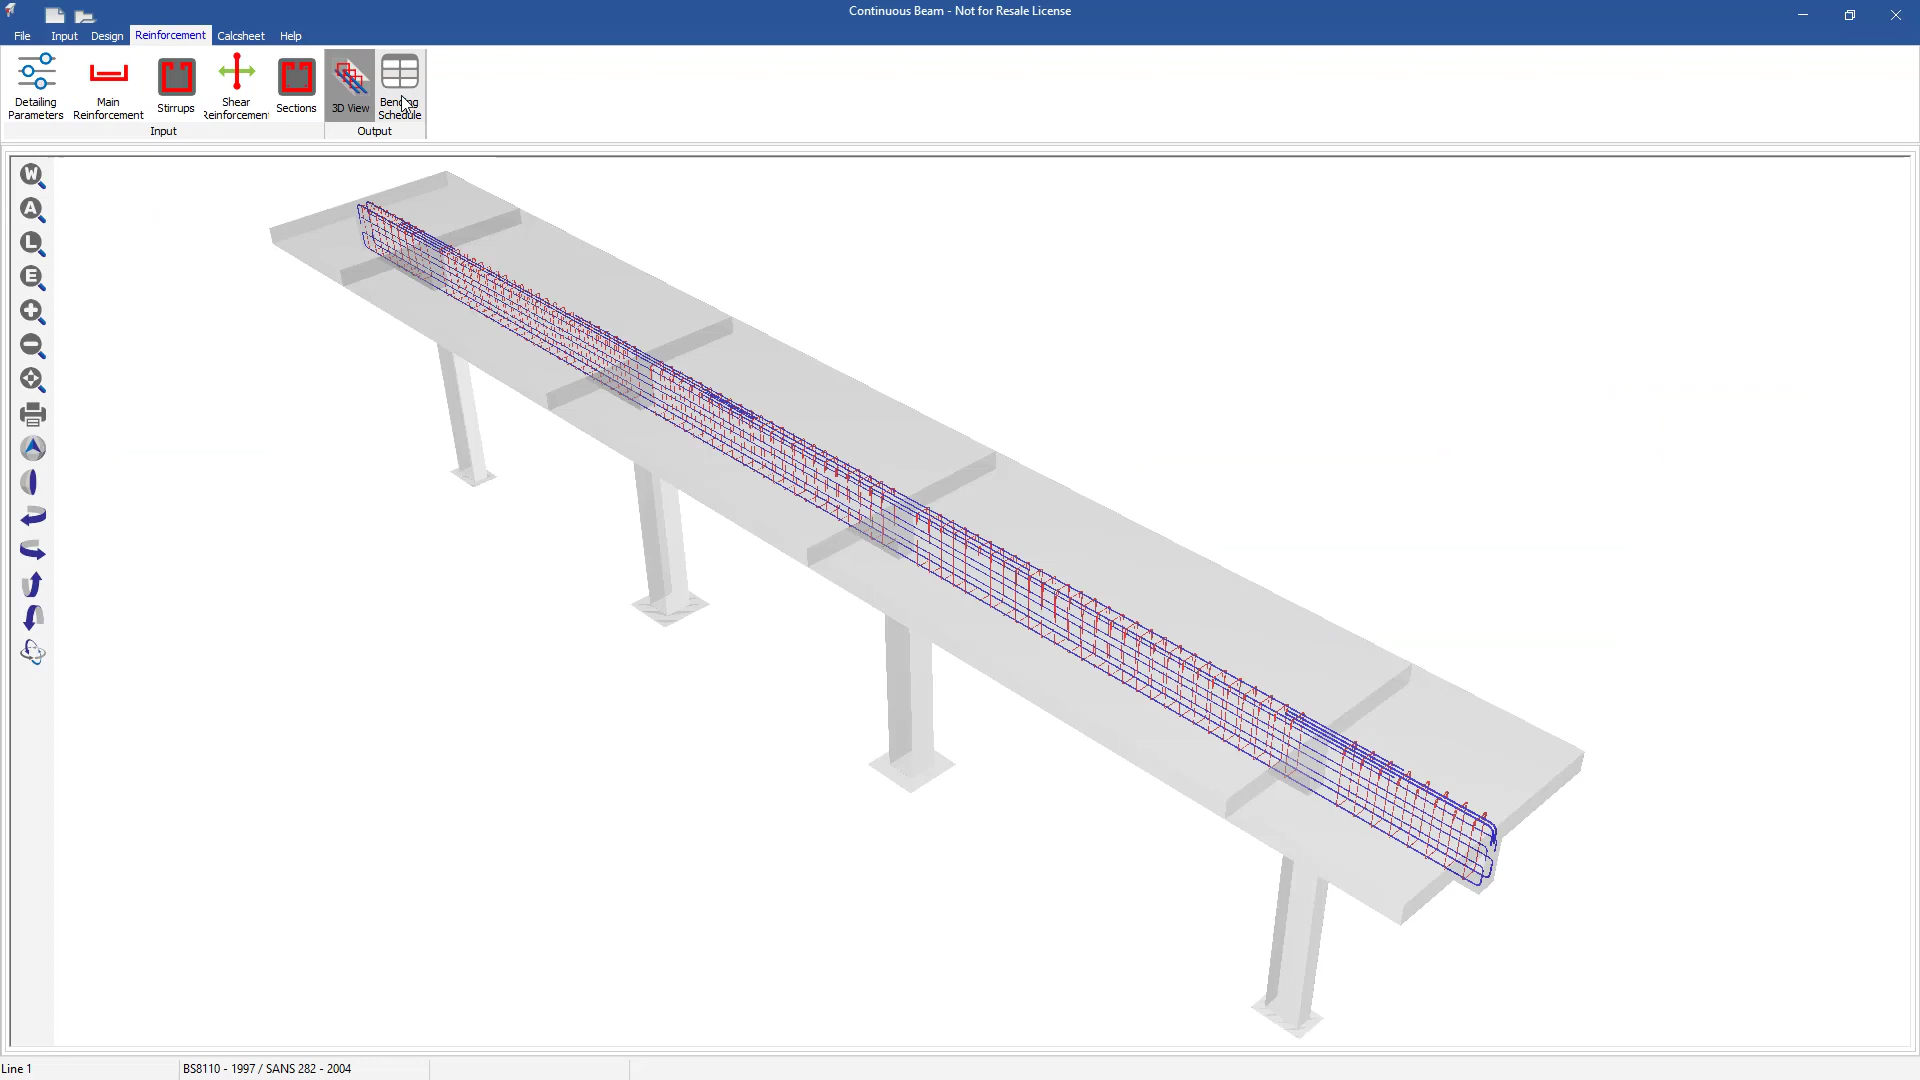 Continuous Beam - Not for Resale License
File Input Design Reinforcement Calcsheet Help
Detailing Parameters
Main Reinforcement
Stirrups
Shear Reinforcement
Sections
3D View
Bending Schedule
Input Output
W
A
L
E
Line 1 BS8110 - 1997 / SANS 282 - 2004